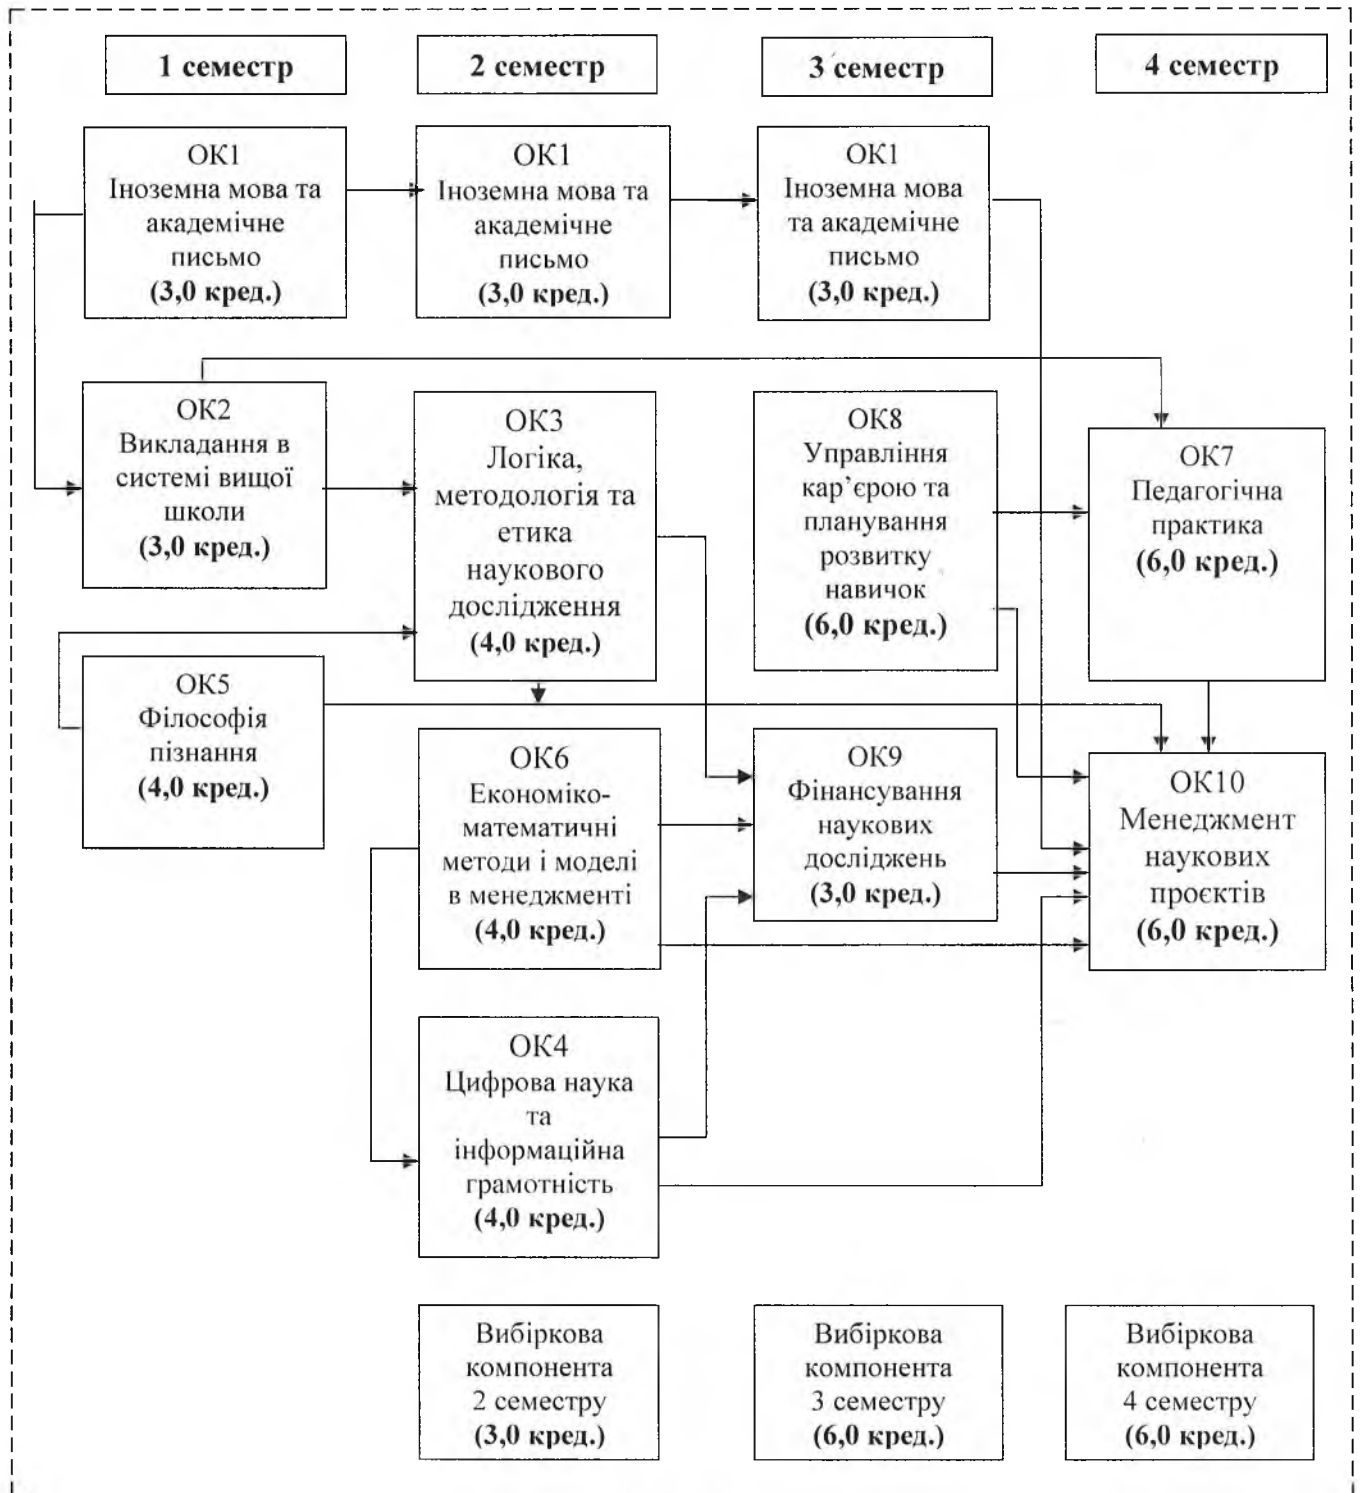 1 семестр
2 семестр
3 семестр
4 семестр
ОК1
Іноземна мова та
академічне
письмо
(3,0 кред.)
ОК1
Іноземна мова та
академічне
письмо
(3,0 кред.)
ОК1
Іноземна мова
та академічне
письмо
(3,0 кред.)
ОК2
Викладання в
системі вищої
школи
(3,0 кред.)
ОК3
Логіка,
методологія та
етика
наукового
дослідження
(4,0 кред.)
ОК8
Управління
кар’єрою та
планування
розвитку
навичок
(6,0 кред.)
ОК7
Педагогічна
практика
(6,0 кред.)
ОК5
Філософія
пізнання
(4,0 кред.)
ОК6
Економіко-
математичні
методи і моделі
в менеджменті
(4,0 кред.)
ОК9
Фінансування
наукових
досліджень
(3,0 кред.)
ОК10
Менеджмент
наукових
проєктів
(6,0 кред.)
ОК4
Цифрова наука
та
інформаційна
грамотність
(4,0 кред.)
Вибіркова
компонента
2 семестру
(3,0 кред.)
Вибіркова
компонента
3 семестру
(6,0 кред.)
Вибіркова
компонента
4 семестру
(6,0 кред.)